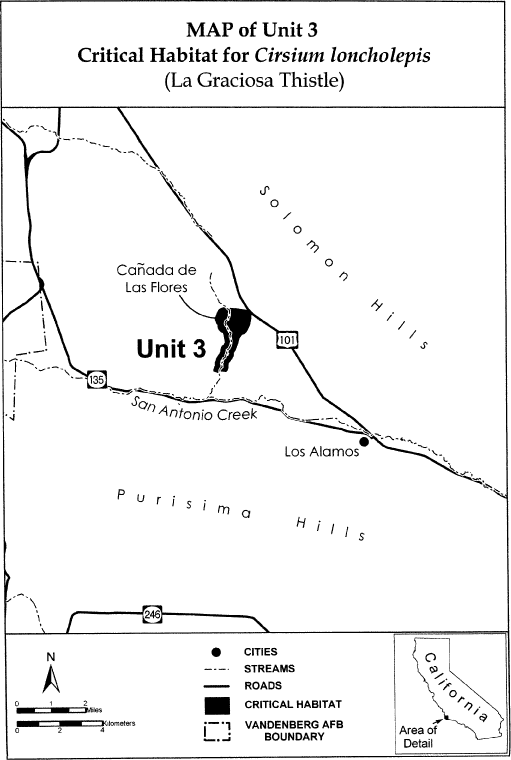 MAP of Unit 3
Critical Habitat for Cirsium loncholepis
(La Graciosa Thistle)
Solomon Hills
Cañada de
Las Flores
Unit 3
101
135
San Antonio Creek
Los Alamos
Purisima Hills
246
N
0 1 2
Miles
0 2 4
Kilometers
CITIES
STREAMS
ROADS
CRITICAL HABITAT
VANDENBERG AFB
BOUNDARY
California
Area of
Detail